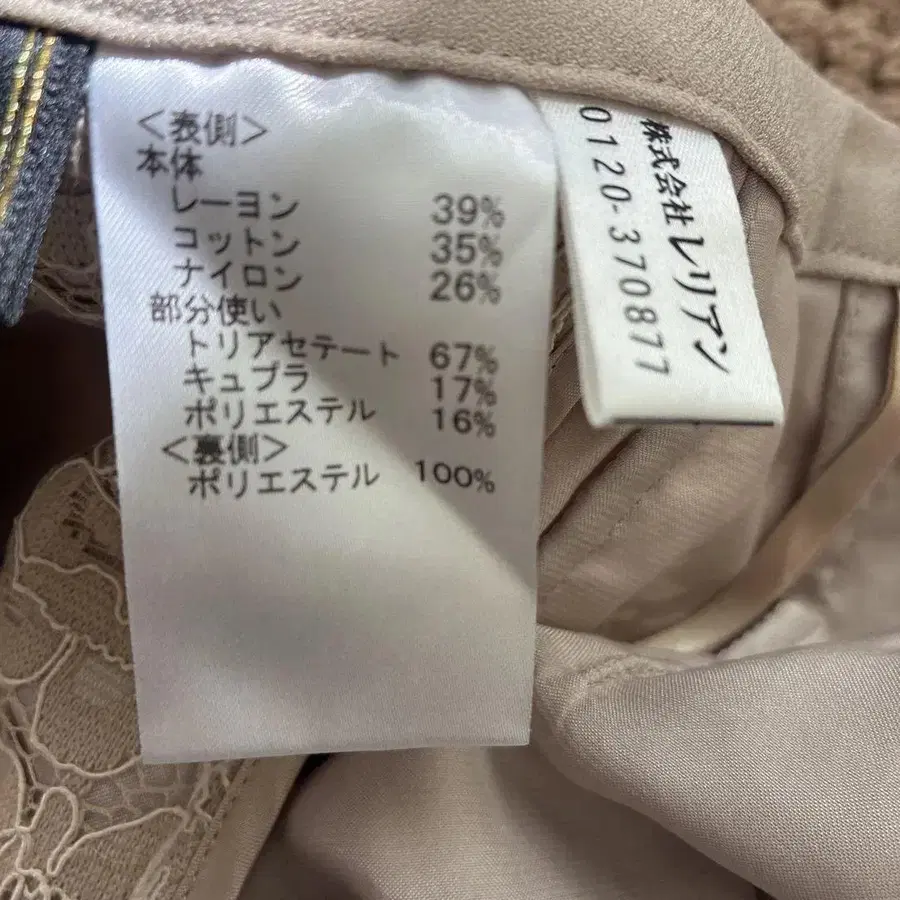 <表側>
本体
レーヨン 39%
コットン 35%
ナイロン 26%
部分使い
トリアセテート 67%
キュプラ 17%
ポリエステル 16%
<裏側>
ポリエステル 100%
株式会社レリアン
0120-370877